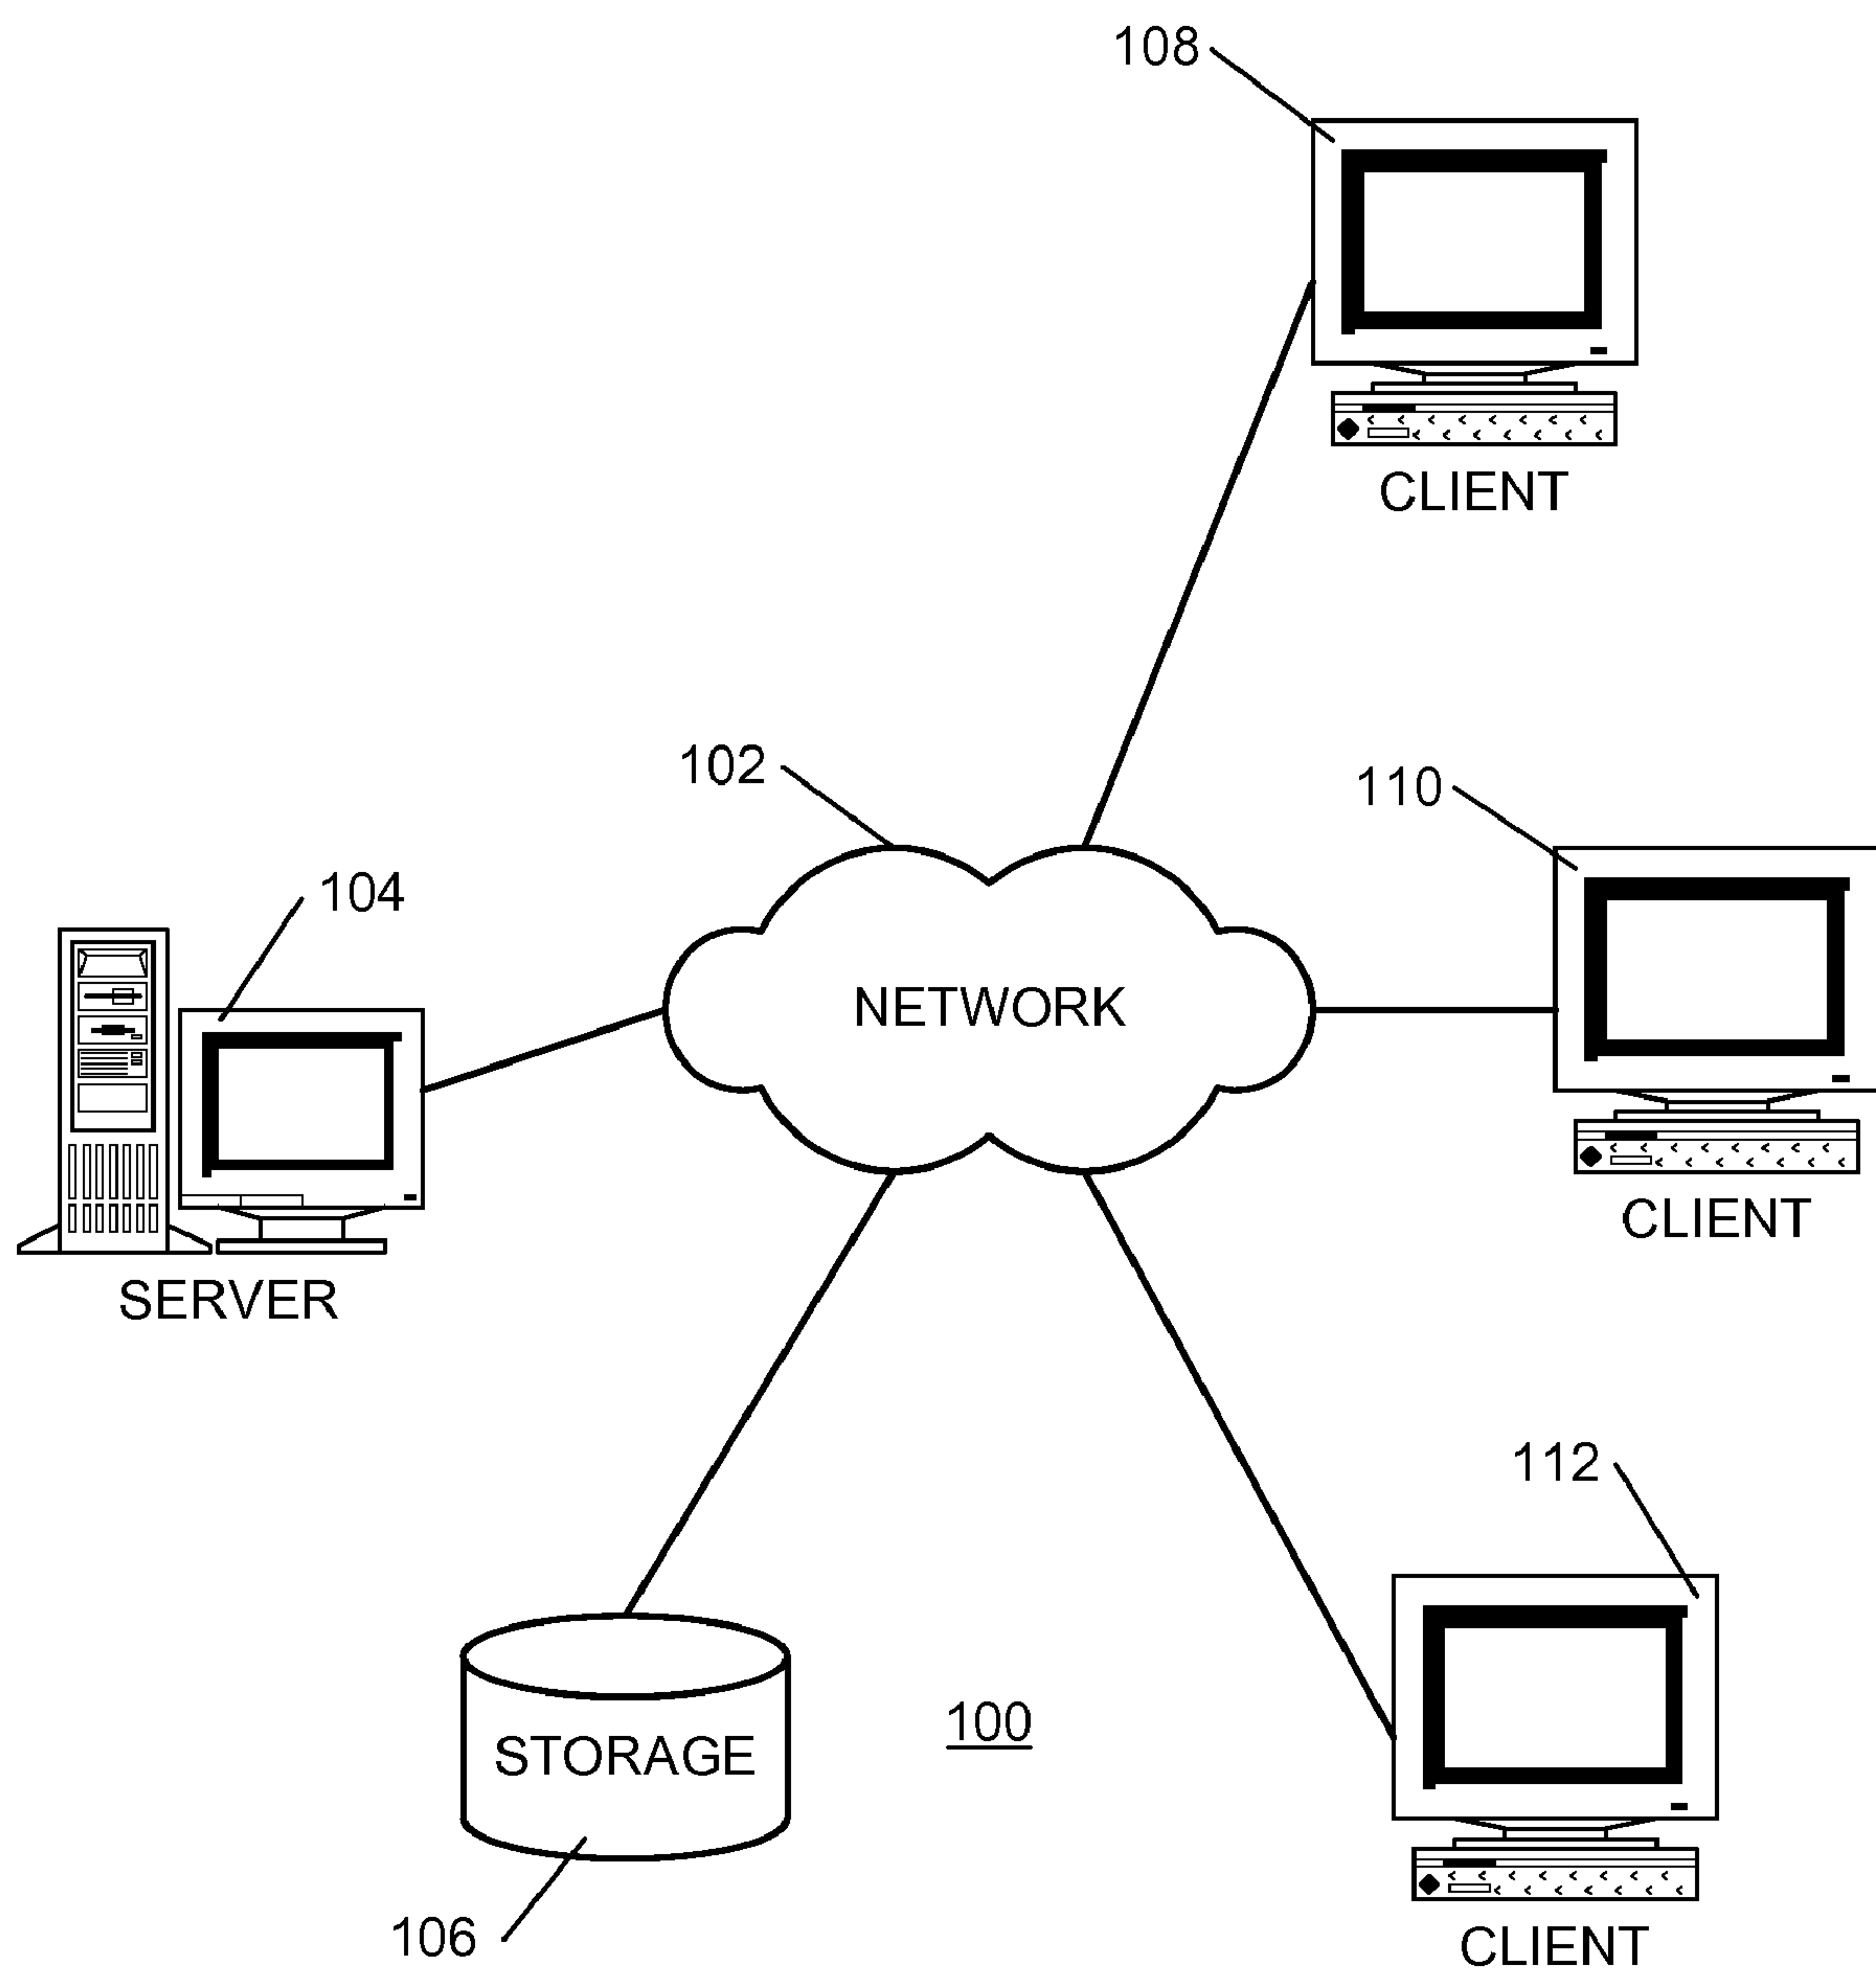 108
CLIENT
102
110
104
NETWORK
CLIENT
SERVER
112
100
STORAGE
106
CLIENT